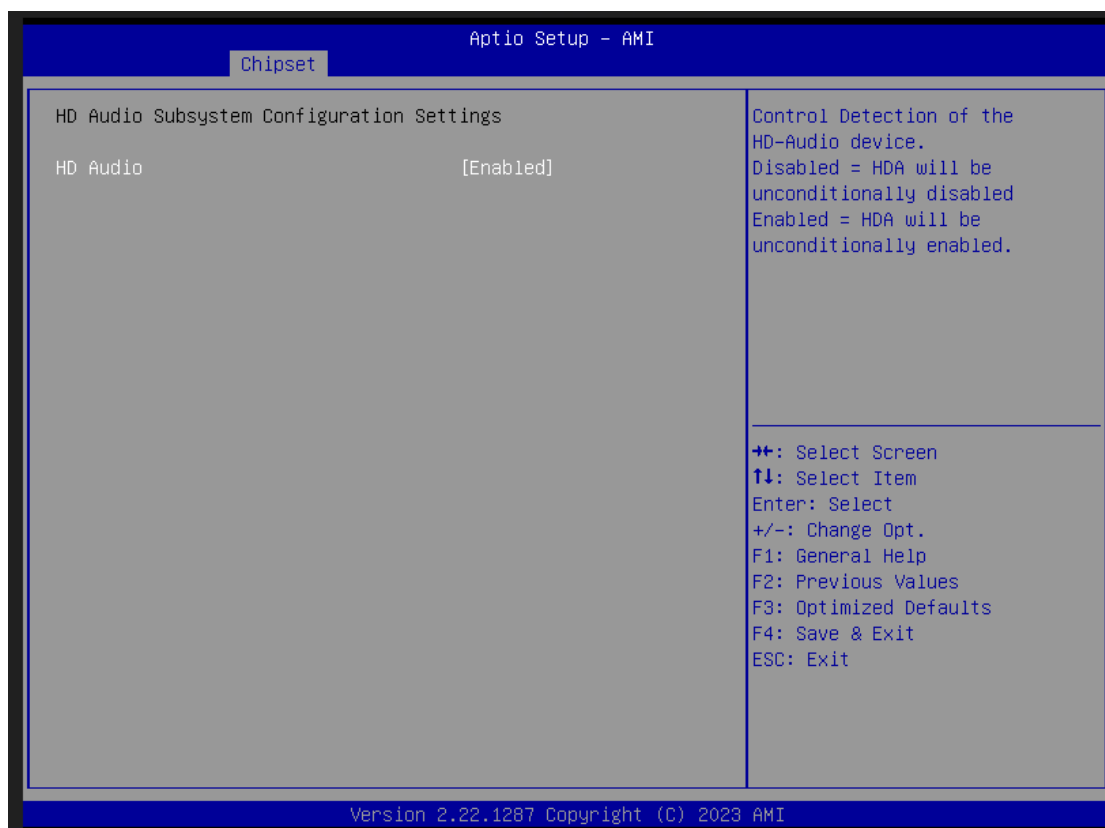 Aptio Setup – AMI
Chipset
HD Audio Subsystem Configuration Settings
HD Audio [Enabled]
Control Detection of the
HD-Audio device.
Disabled = HDA will be
unconditionally disabled
Enabled = HDA will be
unconditionally enabled.
→←: Select Screen
↑↓: Select Item
Enter: Select
+/-: Change Opt.
F1: General Help
F2: Previous Values
F3: Optimized Defaults
F4: Save & Exit
ESC: Exit
Version 2.22.1287 Copyright (C) 2023 AMI